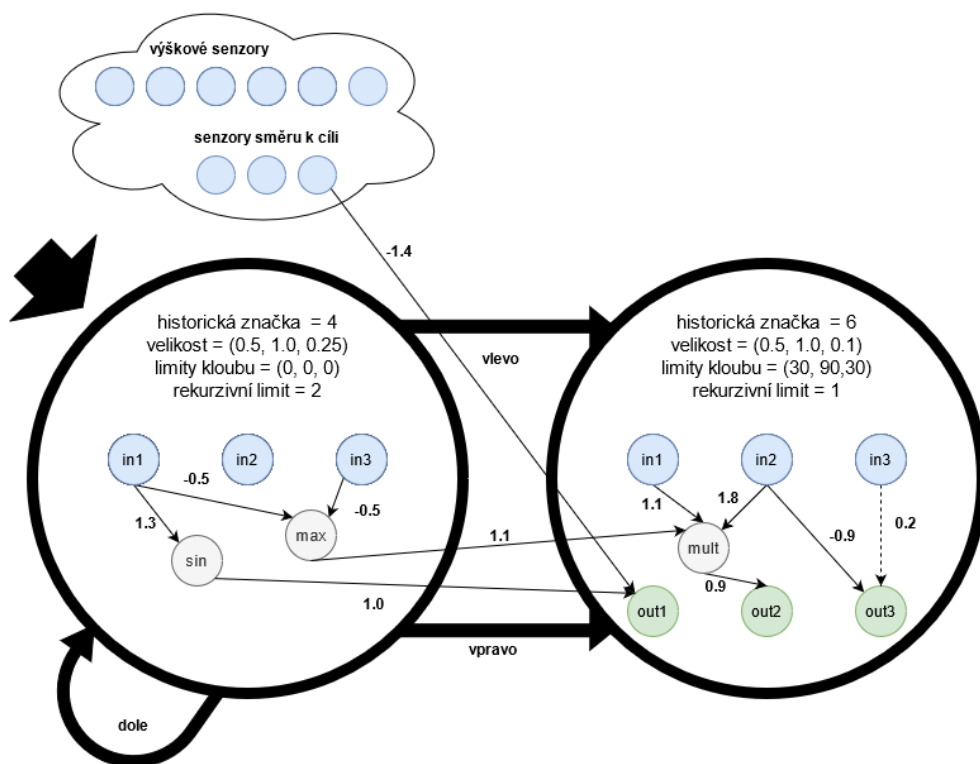 výškové senzory
senzory směru k cíli
-1.4
historická značka = 4
velikost = (0.5, 1.0, 0.25)
limity kloubu = (0, 0, 0)
rekurzivní limit = 2
vlevo
historická značka = 6
velikost = (0.5, 1.0, 0.1)
limity kloubu = (30, 90,30)
rekurzivní limit = 1
in1
in2
in3
-0.5
1.3
-0.5
max
sin
1.1
1.0
in1
in2
in3
1.1
1.8
-0.9
0.2
mult
0.9
out1
out2
out3
vpravo
dole